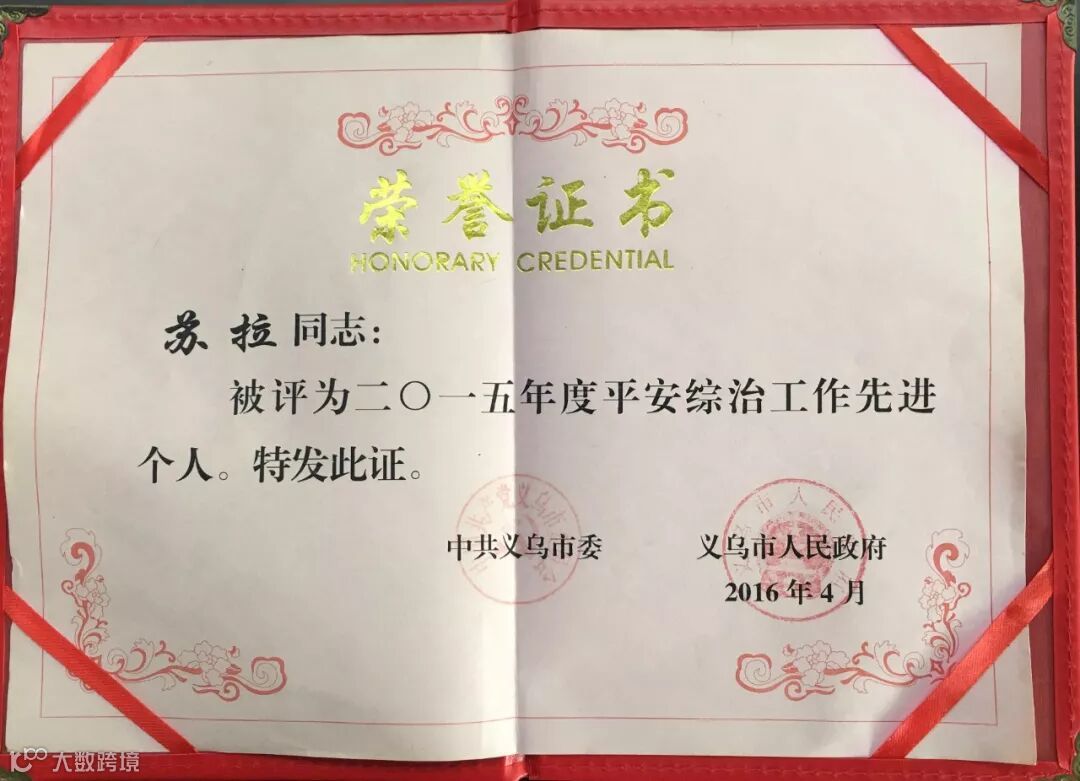 荣誉证书
HONORARY CREDENTIAL
苏拉同志：
被评为二〇一五年度平安综治工作先进
个人。特发此证。
中共义乌市委 义乌市人民政府
2016年4月
大数跨境